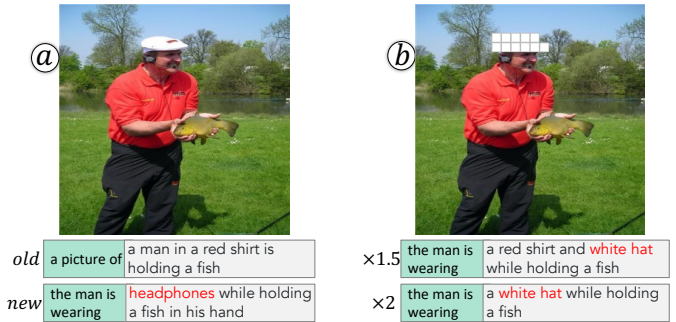 a
b
old
a picture of
a man in a red shirt is
holding a fish
new
the man is
wearing
headphones while holding
a fish in his hand
×1.5
the man is
wearing
a red shirt and white hat
while holding a fish
×2
the man is
wearing
a white hat while holding
a fish